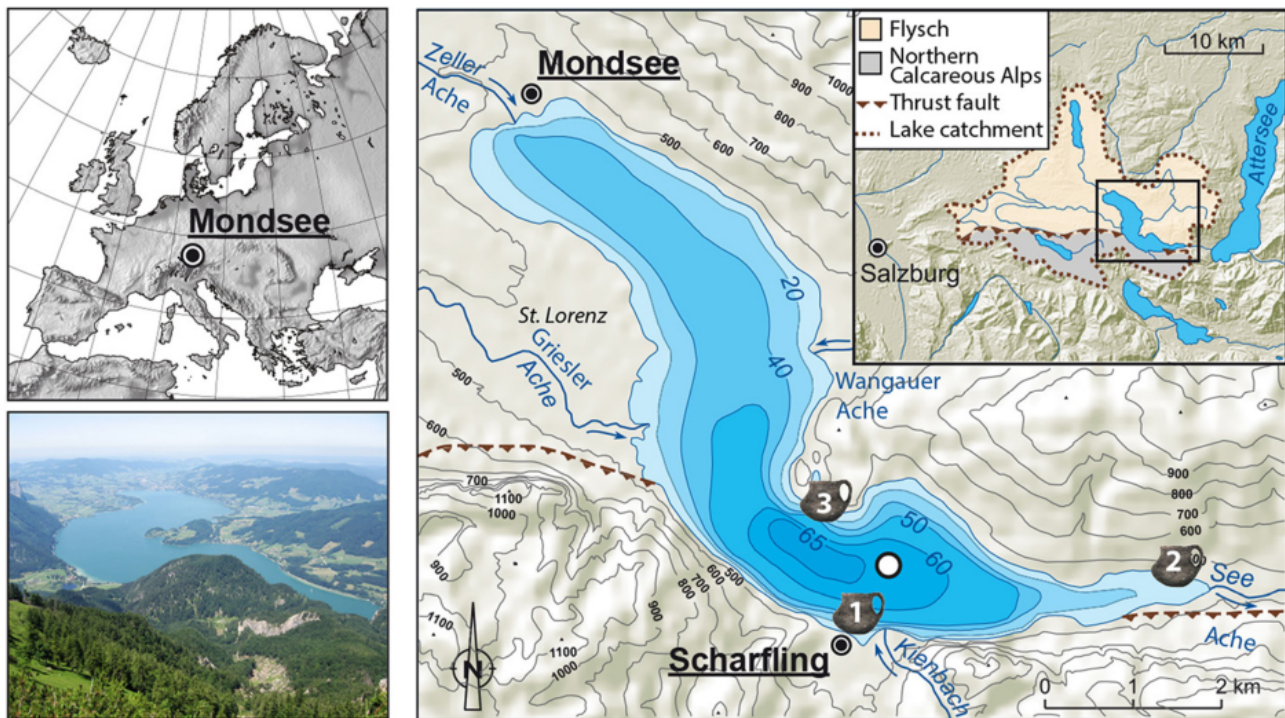 Mondsee
Zeller
Ache
Mondsee
St. Lorenz
Griesler
Ache
Wangauer
Ache
20
40
50
60
65
1
2
3
See
Ache
Scharfling
Kienbach
N
0 1 2 km
500
600
700
800
900
1000
500
600
700
1100
1000
500
600
700
800
900
900
1100
1100
1000
900
800
700
600
Flysch
Northern
Calcareous Alps
Thrust fault
Lake catchment
10 km
Attersee
Salzburg